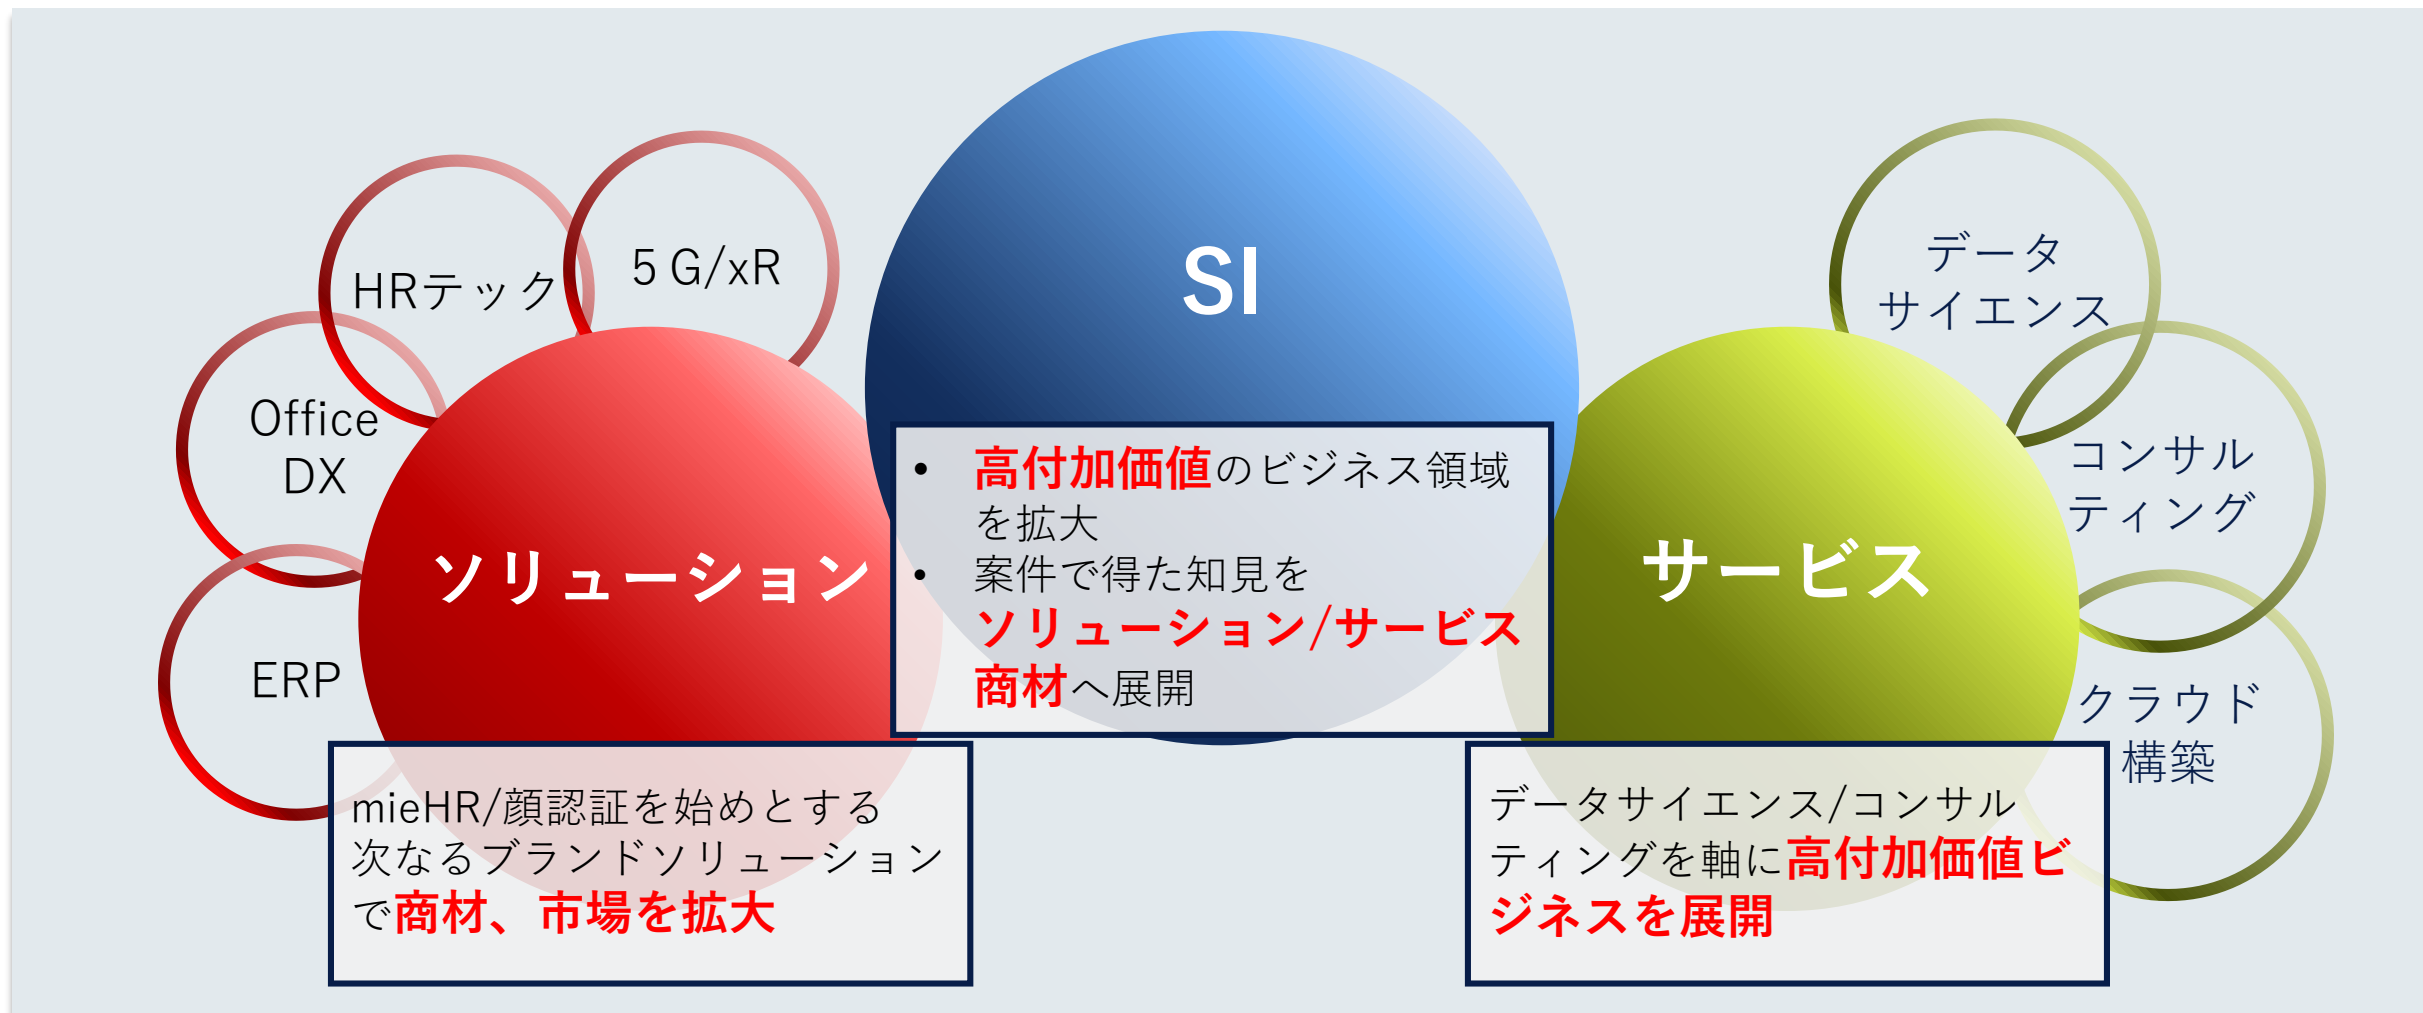 HRテック
5 G/xR
Office
DX
ERP
ソリューション
mieHR/顔認証を始めとする
次なるブランドソリューション
で商材、市場を拡大
SI
• 高付加価値のビジネス領域
を拡大
• 案件で得た知見を
ソリューション/サービス
商材へ展開
サービス
データ
サイエンス
コンサル
ティング
クラウド
構築
データサイエンス/コンサル
ティングを軸に高付加価値ビ
ジネスを展開